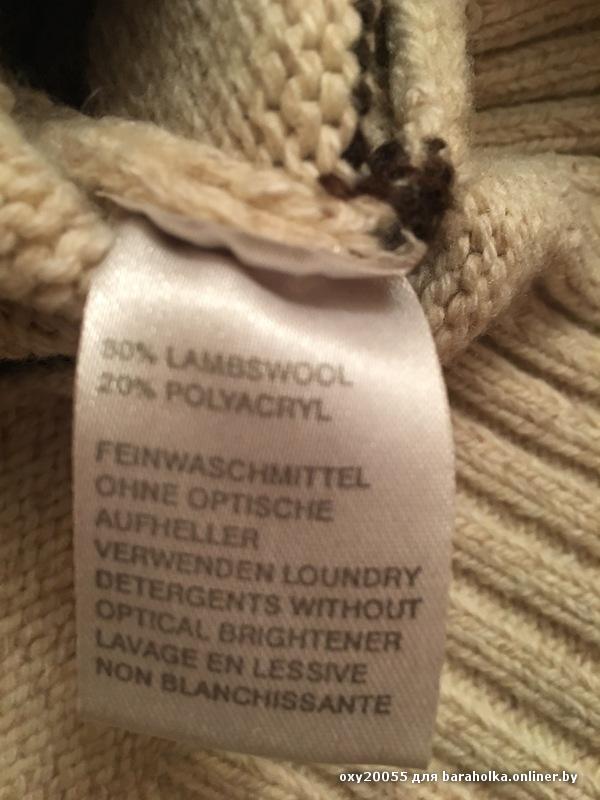 80% LAMBSWOOL
20% POLYACRYL
FEINWASCHMITTEL
OHNE OPTISCHE
AUFHELLER
VERWENDEN LOUNDRY
DETERGENTS WITHOUT
OPTICAL BRIGHTENER
LAVAGE EN LESSIVE
NON BLANCHISSANTE
oxy20055 для baraholka.onliner.by